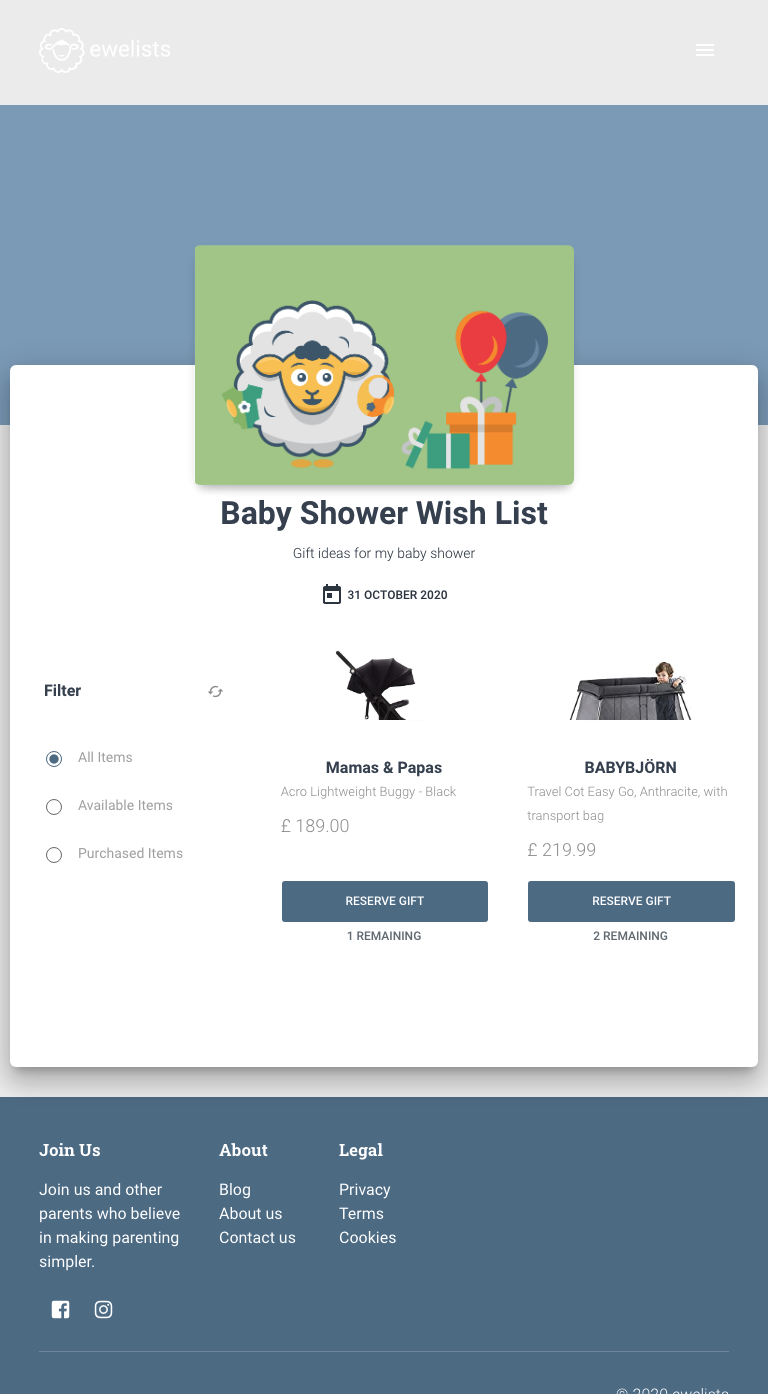 ewelists
Baby Shower Wish List
Gift ideas for my baby shower
31 OCTOBER 2020
Filter
All Items
Available Items
Purchased Items
Mamas & Papas
Acro Lightweight Buggy - Black
£ 189.00
RESERVE GIFT
1 REMAINING
BABYBJÖRN
Travel Cot Easy Go, Anthracite, with
transport bag
£ 219.99
RESERVE GIFT
2 REMAINING
Join Us
Join us and other
parents who believe
in making parenting
simpler.
About
Blog
About us
Contact us
Legal
Privacy
Terms
Cookies
© 2020 ewelists